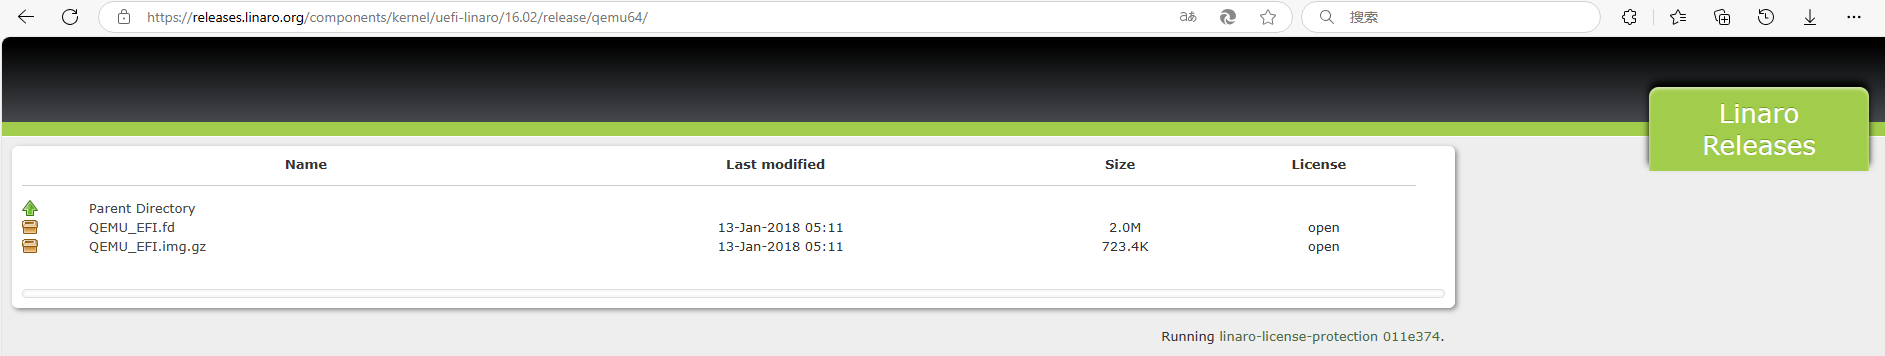 https://releases.linaro.org/components/kernel/uefi-linaro/16.02/release/qemu64/
aあ
搜索
Linaro
Releases
Name Last modified Size License
Parent Directory
QEMU_EFI.fd 13-Jan-2018 05:11 2.0M open
QEMU_EFI.img.gz 13-Jan-2018 05:11 723.4K open
Running linaro-license-protection 011e374.